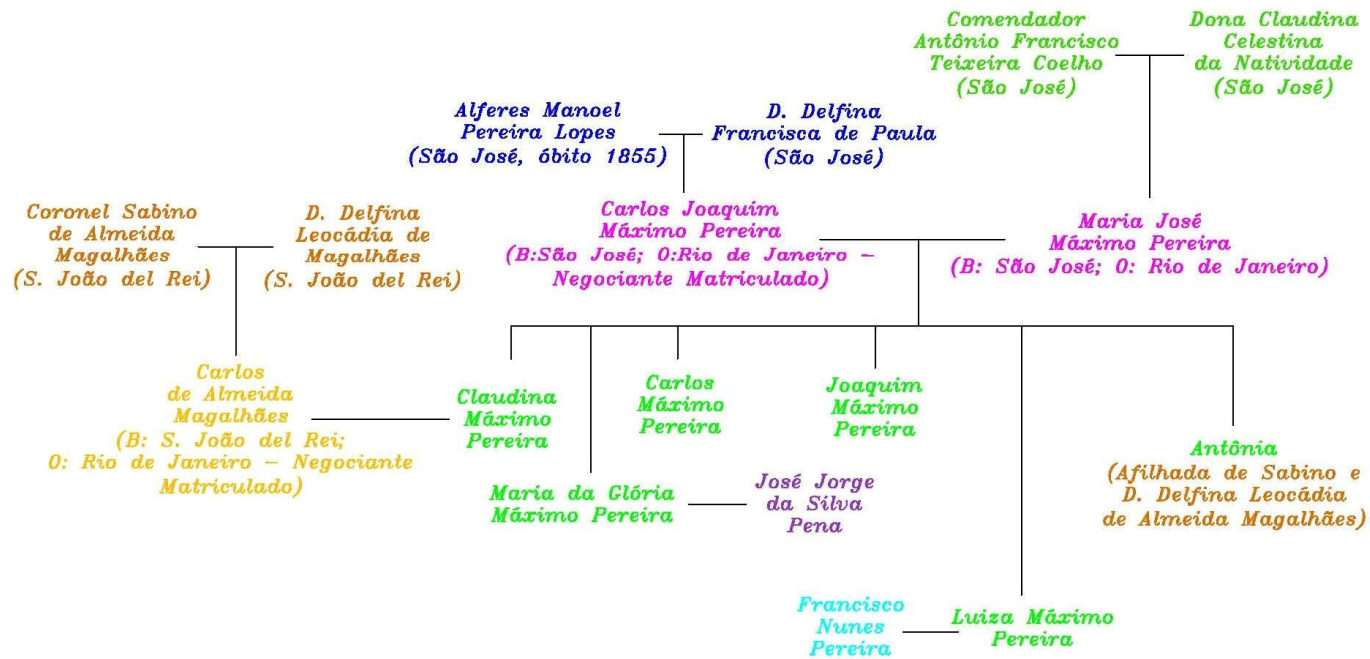 Comendador
Antônio Francisco
Teixeira Coelho
(São José)
Dona Claudina
Celestina
da Natividade
(São José)
Alferes Manoel
Pereira Lopes
(São José, óbito 1855)
D. Delfina
Francisca de Paula
(São José)
Coronel Sabino
de Almeida
Magalhães
(S. João del Rei)
D. Delfina
Leocádia de
Magalhães
(S. João del Rei)
Carlos Joaquim
Máximo Pereira
(B:São José; O:Rio de Janeiro –
Negociante Matriculado)
Maria José
Máximo Pereira
(B: São José; O: Rio de Janeiro)
Carlos
de Almeida
Magalhães
(B: S. João del Rei;
O: Rio de Janeiro – Negociante
Matriculado)
Claudina
Máximo
Pereira
Carlos
Máximo
Pereira
Joaquim
Máximo
Pereira
Antônia
(Afilhada de Sabino e
D. Delfina Leocádia
de Almeida Magalhães)
Maria da Glória
Máximo Pereira
José Jorge
da Silva
Pena
Francisco
Nunes
Pereira
Luiza Máximo
Pereira